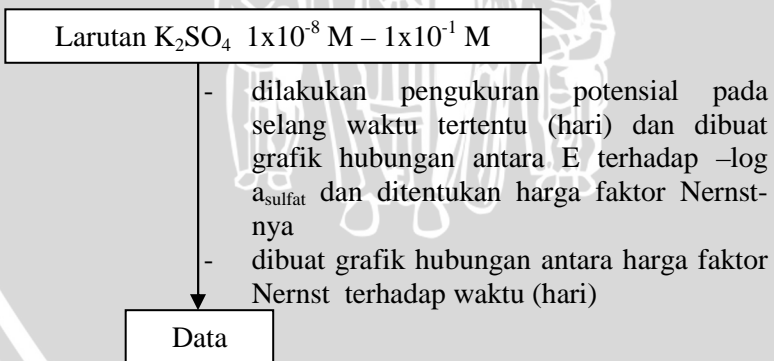 Larutan K₂SO₄ 1x10⁻⁸ M – 1x10⁻¹ M
- dilakukan pengukuran potensial pada
selang waktu tertentu (hari) dan dibuat
grafik hubungan antara E terhadap –log
a_sulfat dan ditentukan harga faktor Nernst-
nya
- dibuat grafik hubungan antara harga faktor
Nernst terhadap waktu (hari)
Data